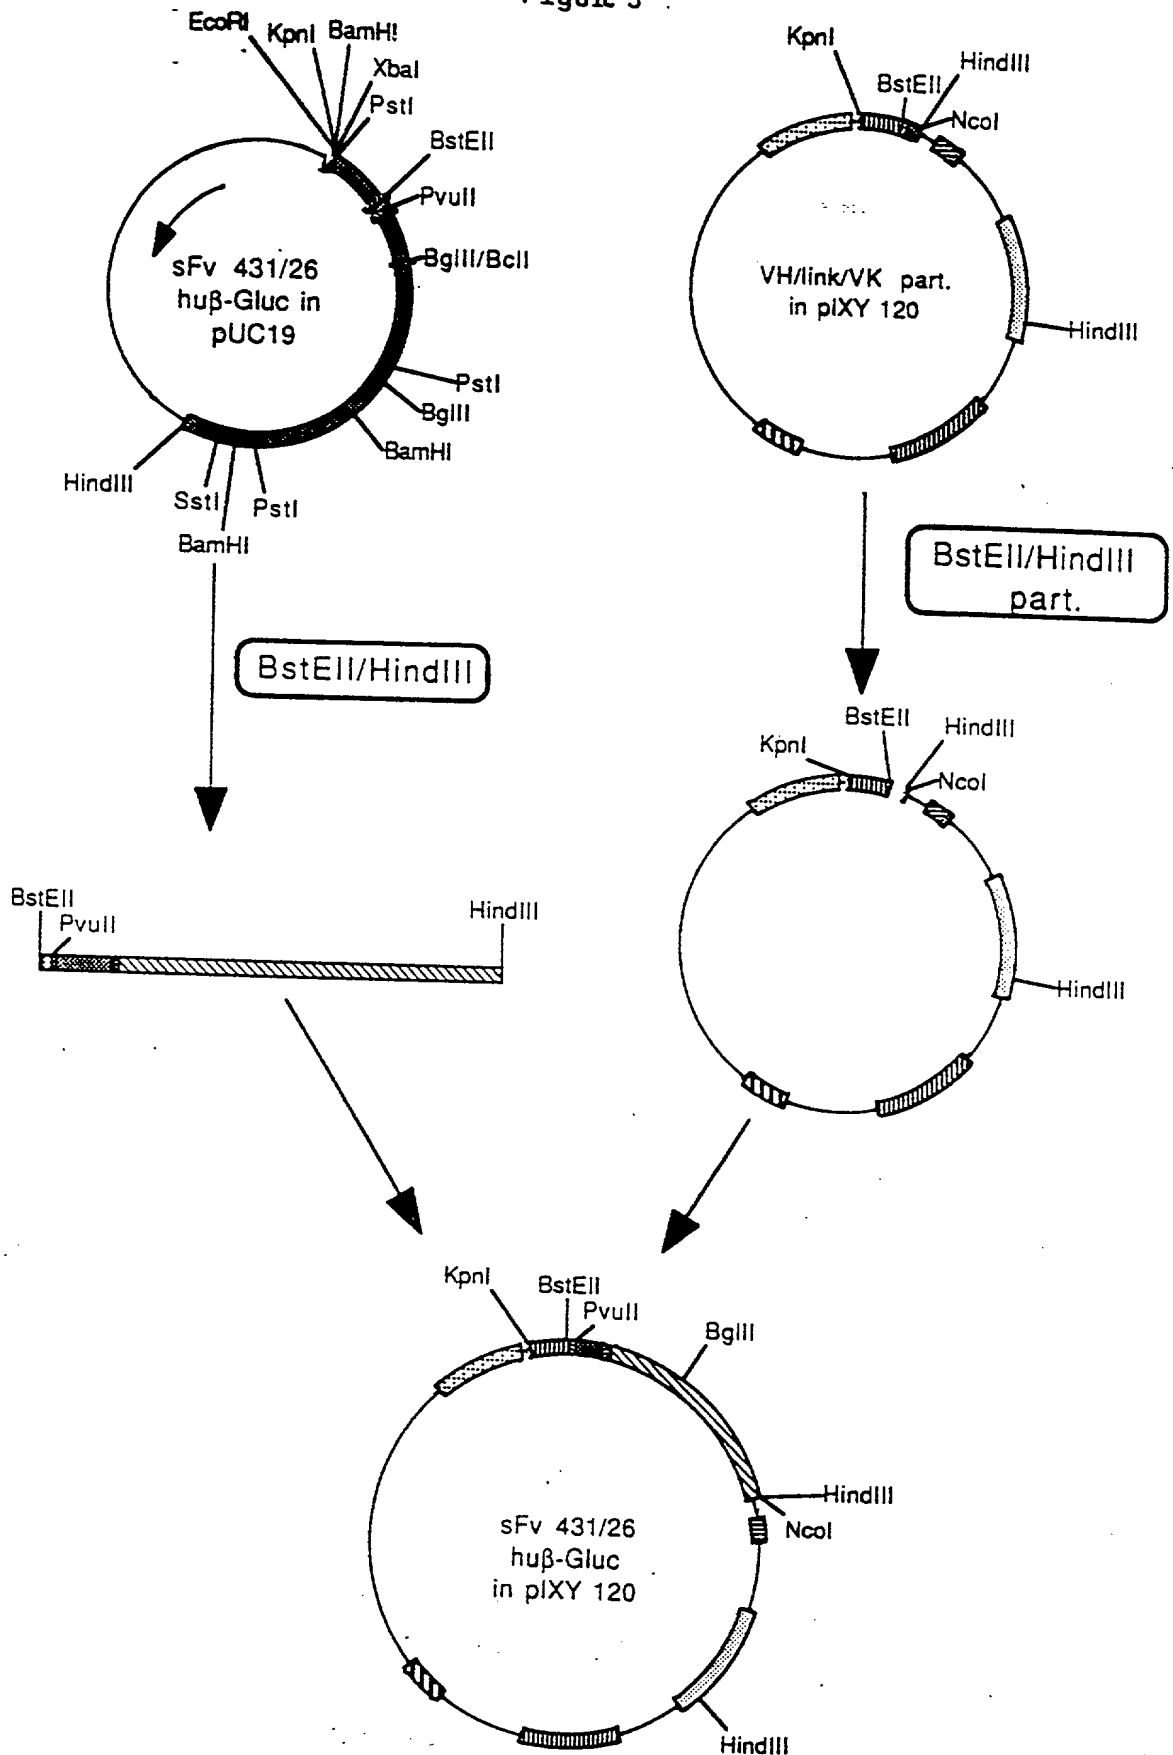 EcoRI
KpnI
BamHI
XbaI
PstI
BstEII
PvuII
BglII/BclI
sFv 431/26
huβ-Gluc in
pUC19
PstI
BglII
BamHI
HindIII
SstI
PstI
BamHI
KpnI
HindIII
BstEII
NcoI
VH/link/VK part.
in pIXY 120
HindIII
BstEII/HindIII
part.
BstEII/HindIII
BstEII
HindIII
KpnI
NcoI
HindIII
BstEII
PvuII
HindIII
KpnI
BstEII
PvuII
BglII
HindIII
NcoI
sFv 431/26
huβ-Gluc
in pIXY 120
HindIII